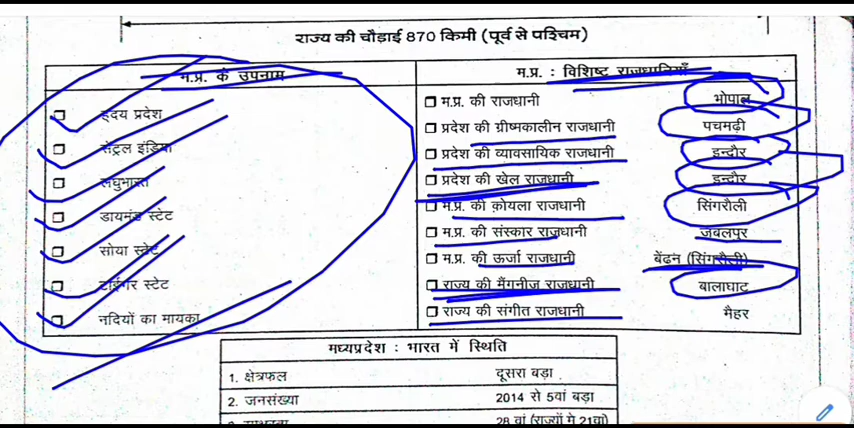 राज्य की चौड़ाई 870 किमी (पूर्व से पश्चिम)
म.प्र. के उपनाम
हृदय प्रदेश
सेंट्रल इंडिया
लघुभारत
डायमंड स्टेट
सोया स्टेट
टाईगर स्टेट
नदियों का मायका
म.प्र. : विशिष्ट राजधानियाँ
म.प्र. की राजधानी भोपाल
प्रदेश की ग्रीष्मकालीन राजधानी पचमढ़ी
प्रदेश की व्यावसायिक राजधानी इन्दौर
प्रदेश की खेल राजधानी इन्दौर
म.प्र. की कोयला राजधानी सिंगरौली
म.प्र. की संस्कार राजधानी जबलपुर
म.प्र. की ऊर्जा राजधानी बेंढन (सिंगरौली)
राज्य की मैंगनीज राजधानी बालाघाट
राज्य की संगीत राजधानी मैहर
मध्यप्रदेश : भारत में स्थिति
1. क्षेत्रफल दूसरा बड़ा
2. जनसंख्या 2014 से 5वां बड़ा
28 वां (राज्यों में 21वां)